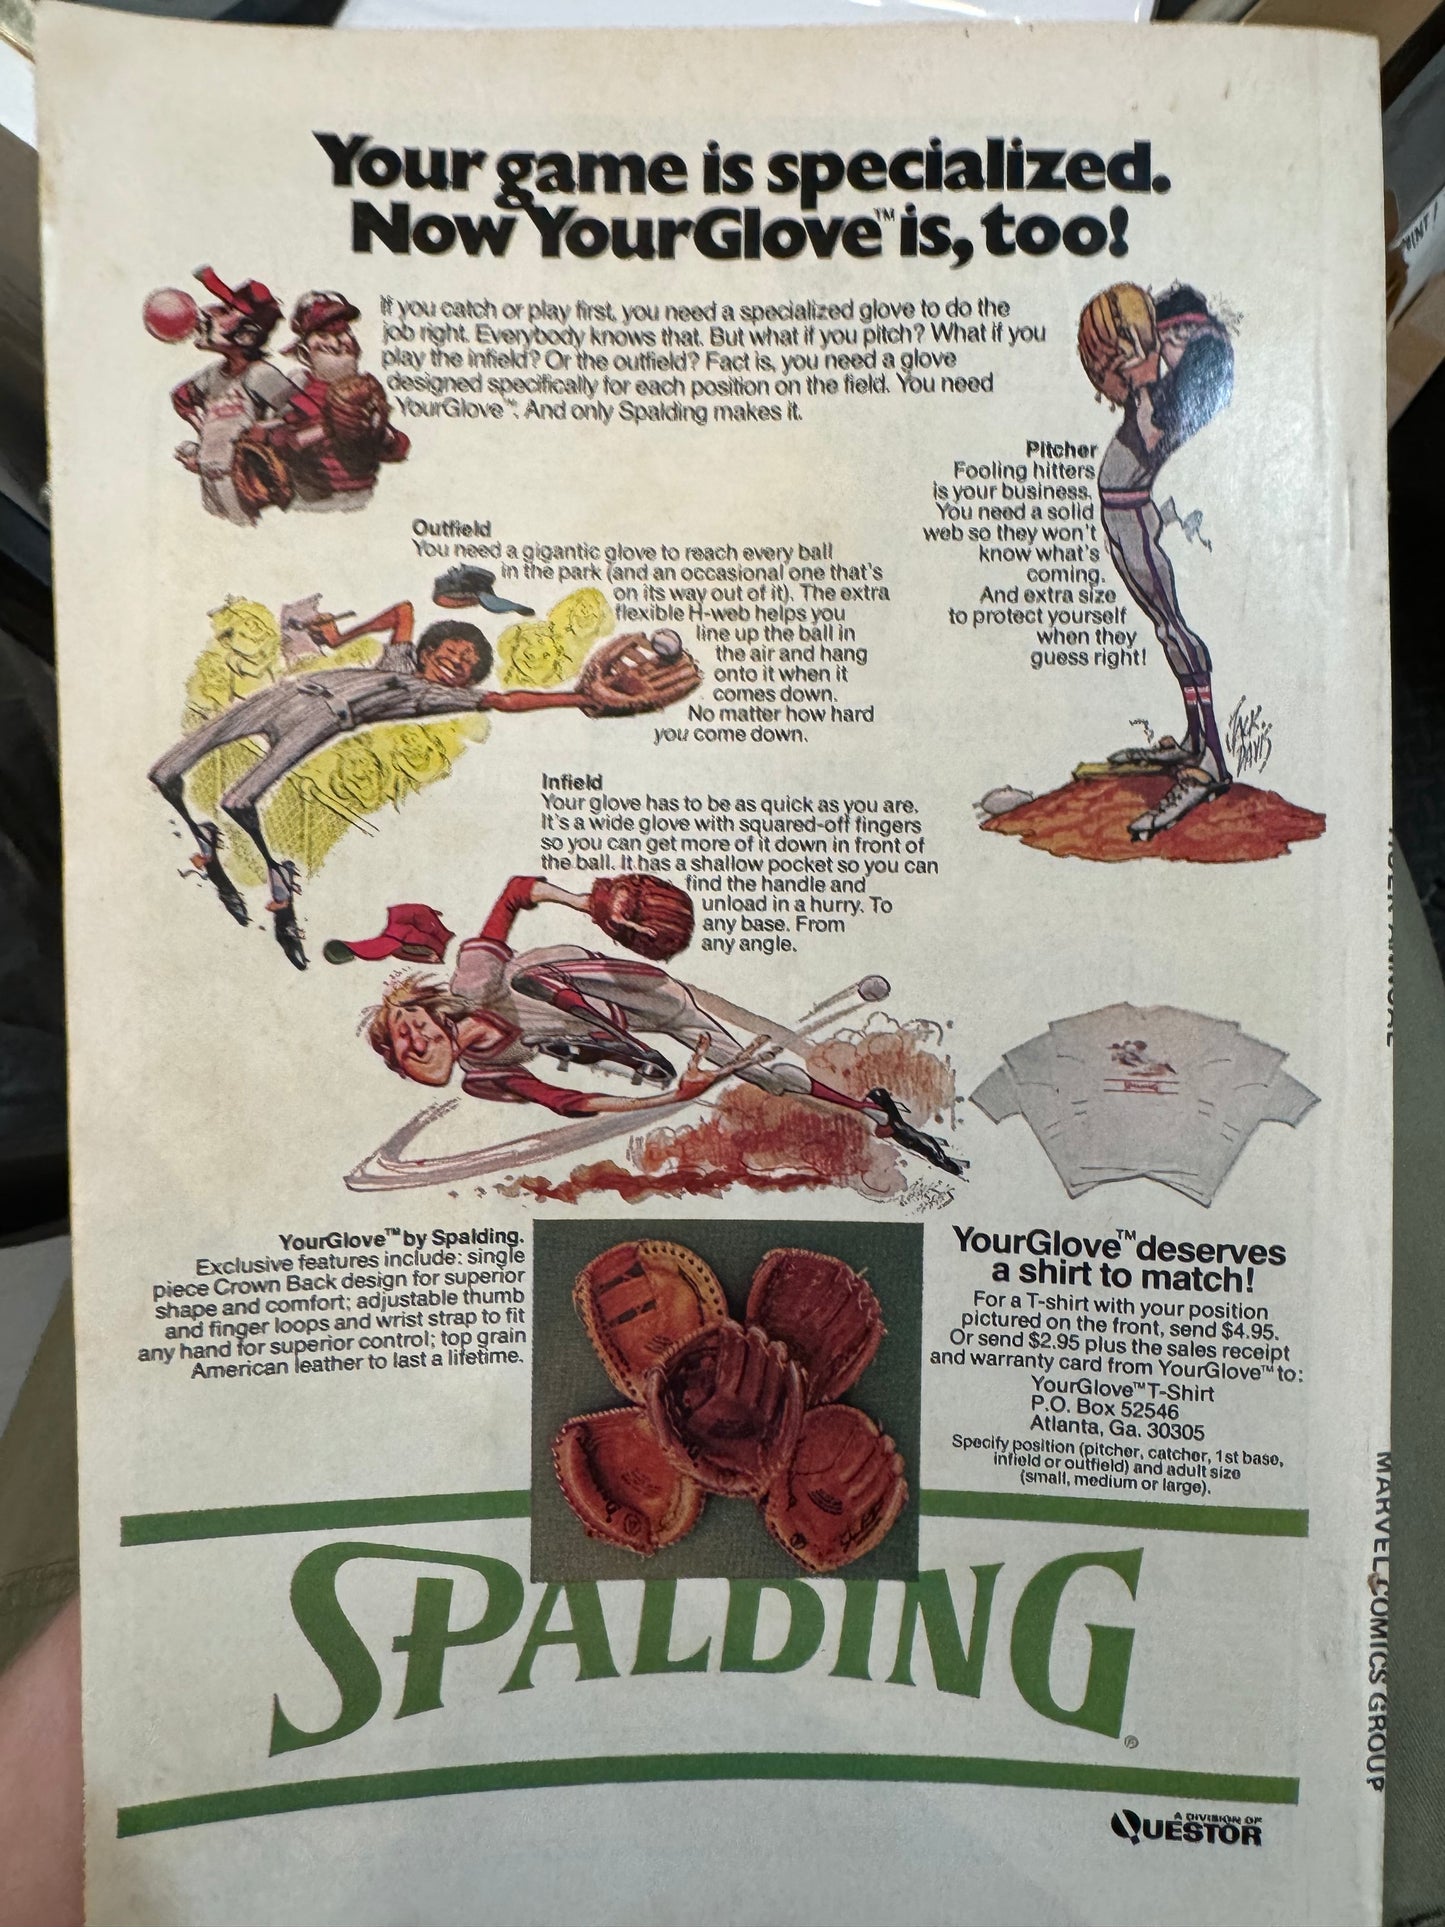 Your game is specialized.
Now YourGlove™ is, too!
If you catch or play first, you need a specialized glove to do the
job right. Everybody knows that. But what if you pitch? What if you
play the infield? Or the outfield? Fact is, you need a glove
designed specifically for each position on the field. You need
YourGlove™. And only Spalding makes it.
Pitcher
Fooling hitters
is your business.
You need a solid
web so they won't
know what's
coming.
And extra size
to protect yourself
when they
guess right!
JACK
DAVIS
Outfield
You need a gigantic glove to reach every ball
in the park (and an occasional one that's
on its way out of it). The extra
flexible H-web helps you
line up the ball in
the air and hang
onto it when it
comes down.
No matter how hard
you come down.
Infield
Your glove has to be as quick as you are.
It's a wide glove with squared-off fingers
so you can get more of it down in front of
the ball. It has a shallow pocket so you can
find the handle and
unload in a hurry. To
any base. From
any angle.
SPALDING
YourGlove™ by Spalding.
Exclusive features include: single
piece Crown Back design for superior
shape and comfort; adjustable thumb
and finger loops and wrist strap to fit
any hand for superior control; top grain
American leather to last a lifetime.
YourGlove™ deserves
a shirt to match!
For a T-shirt with your position
pictured on the front, send $4.95.
Or send $2.95 plus the sales receipt
and warranty card from YourGlove™ to:
YourGlove™ T-Shirt
P.O. Box 52546
Atlanta, Ga. 30305
Specify position (pitcher, catcher, 1st base,
infield or outfield) and adult size
(small, medium or large).
SPALDING®
A DIVISION OF
QUESTOR
MARVEL COMICS GROUP